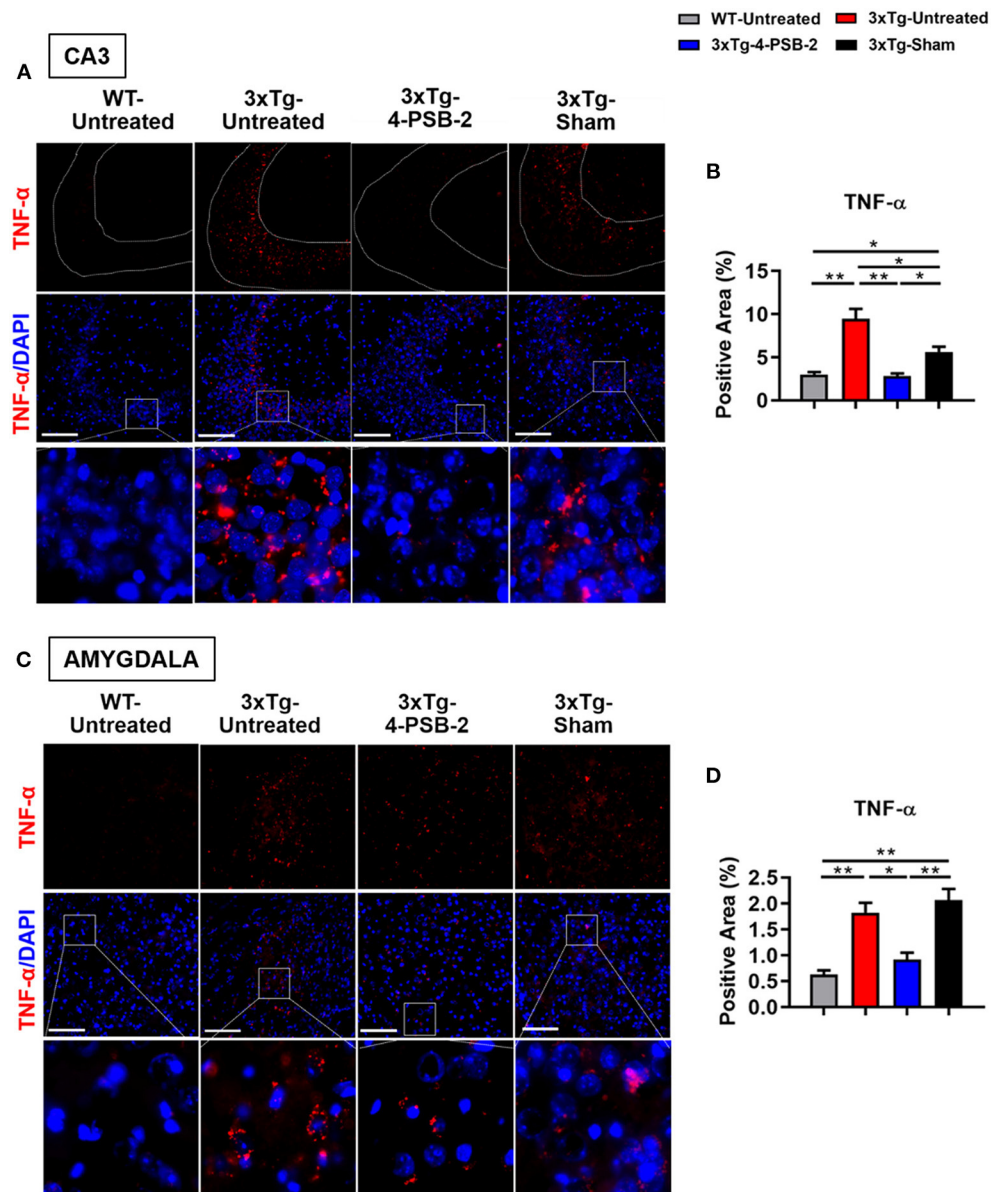 WT-Untreated 3xTg-Untreated
3xTg-4-PSB-2 3xTg-Sham
A
CA3
WT-
Untreated
3xTg-
Untreated
3xTg-
4-PSB-2
3xTg-
Sham
TNF-α
TNF-α/DAPI
B
TNF-α
Positive Area (%)
*
*
** ** *
15
10
5
0
C
AMYGDALA
WT-
Untreated
3xTg-
Untreated
3xTg-
4-PSB-2
3xTg-
Sham
TNF-α
TNF-α/DAPI
D
TNF-α
Positive Area (%)
**
** * **
2.5
2.0
1.5
1.0
0.5
0.0